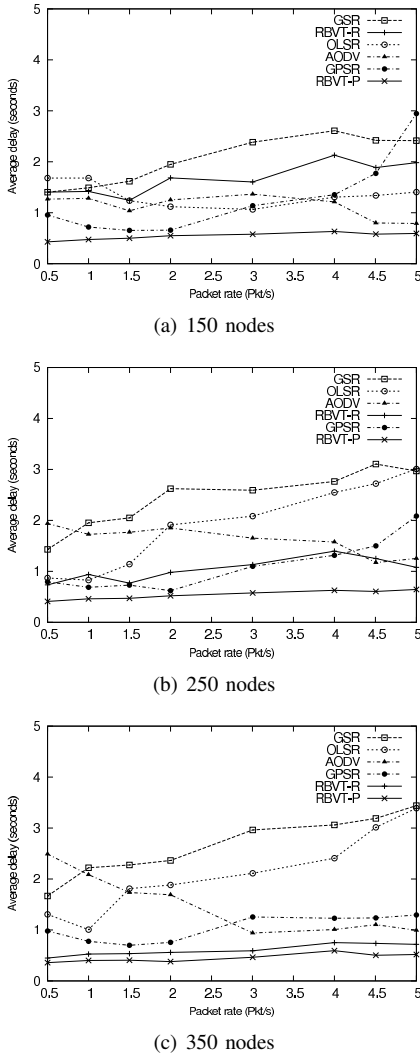 5
4
3
2
1
0
Average delay (seconds)
GSR
RBVT-R
OLSR
AODV
GPSR
RBVT-P
0.5 1 1.5 2 2.5 3 3.5 4 4.5 5
Packet rate (Pkt/s)
(a) 150 nodes
5
4
3
2
1
0
Average delay (seconds)
GSR
OLSR
AODV
RBVT-R
GPSR
RBVT-P
0.5 1 1.5 2 2.5 3 3.5 4 4.5 5
Packet rate (Pkt/s)
(b) 250 nodes
5
4
3
2
1
0
Average delay (seconds)
GSR
OLSR
AODV
GPSR
RBVT-R
RBVT-P
0.5 1 1.5 2 2.5 3 3.5 4 4.5 5
Packet rate (Pkt/s)
(c) 350 nodes